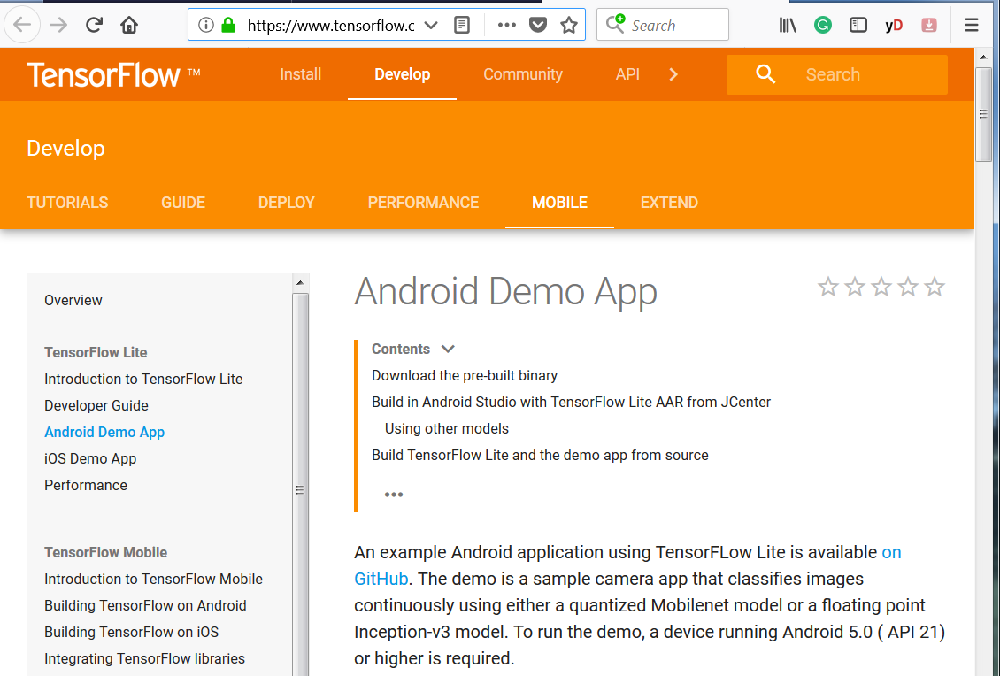 https://www.tensorflow.c
Search
yD
TensorFlow ™
Install Develop Community API
Search
Develop
TUTORIALS GUIDE DEPLOY PERFORMANCE MOBILE EXTEND
Overview
TensorFlow Lite
Introduction to TensorFlow Lite
Developer Guide
Android Demo App
iOS Demo App
Performance
TensorFlow Mobile
Introduction to TensorFlow Mobile
Building TensorFlow on Android
Building TensorFlow on iOS
Integrating TensorFlow libraries
Android Demo App
Contents
Download the pre-built binary
Build in Android Studio with TensorFlow Lite AAR from JCenter
Using other models
Build TensorFlow Lite and the demo app from source
•••
An example Android application using TensorFLow Lite is available on
GitHub. The demo is a sample camera app that classifies images
continuously using either a quantized Mobilenet model or a floating point
Inception-v3 model. To run the demo, a device running Android 5.0 ( API 21)
or higher is required.